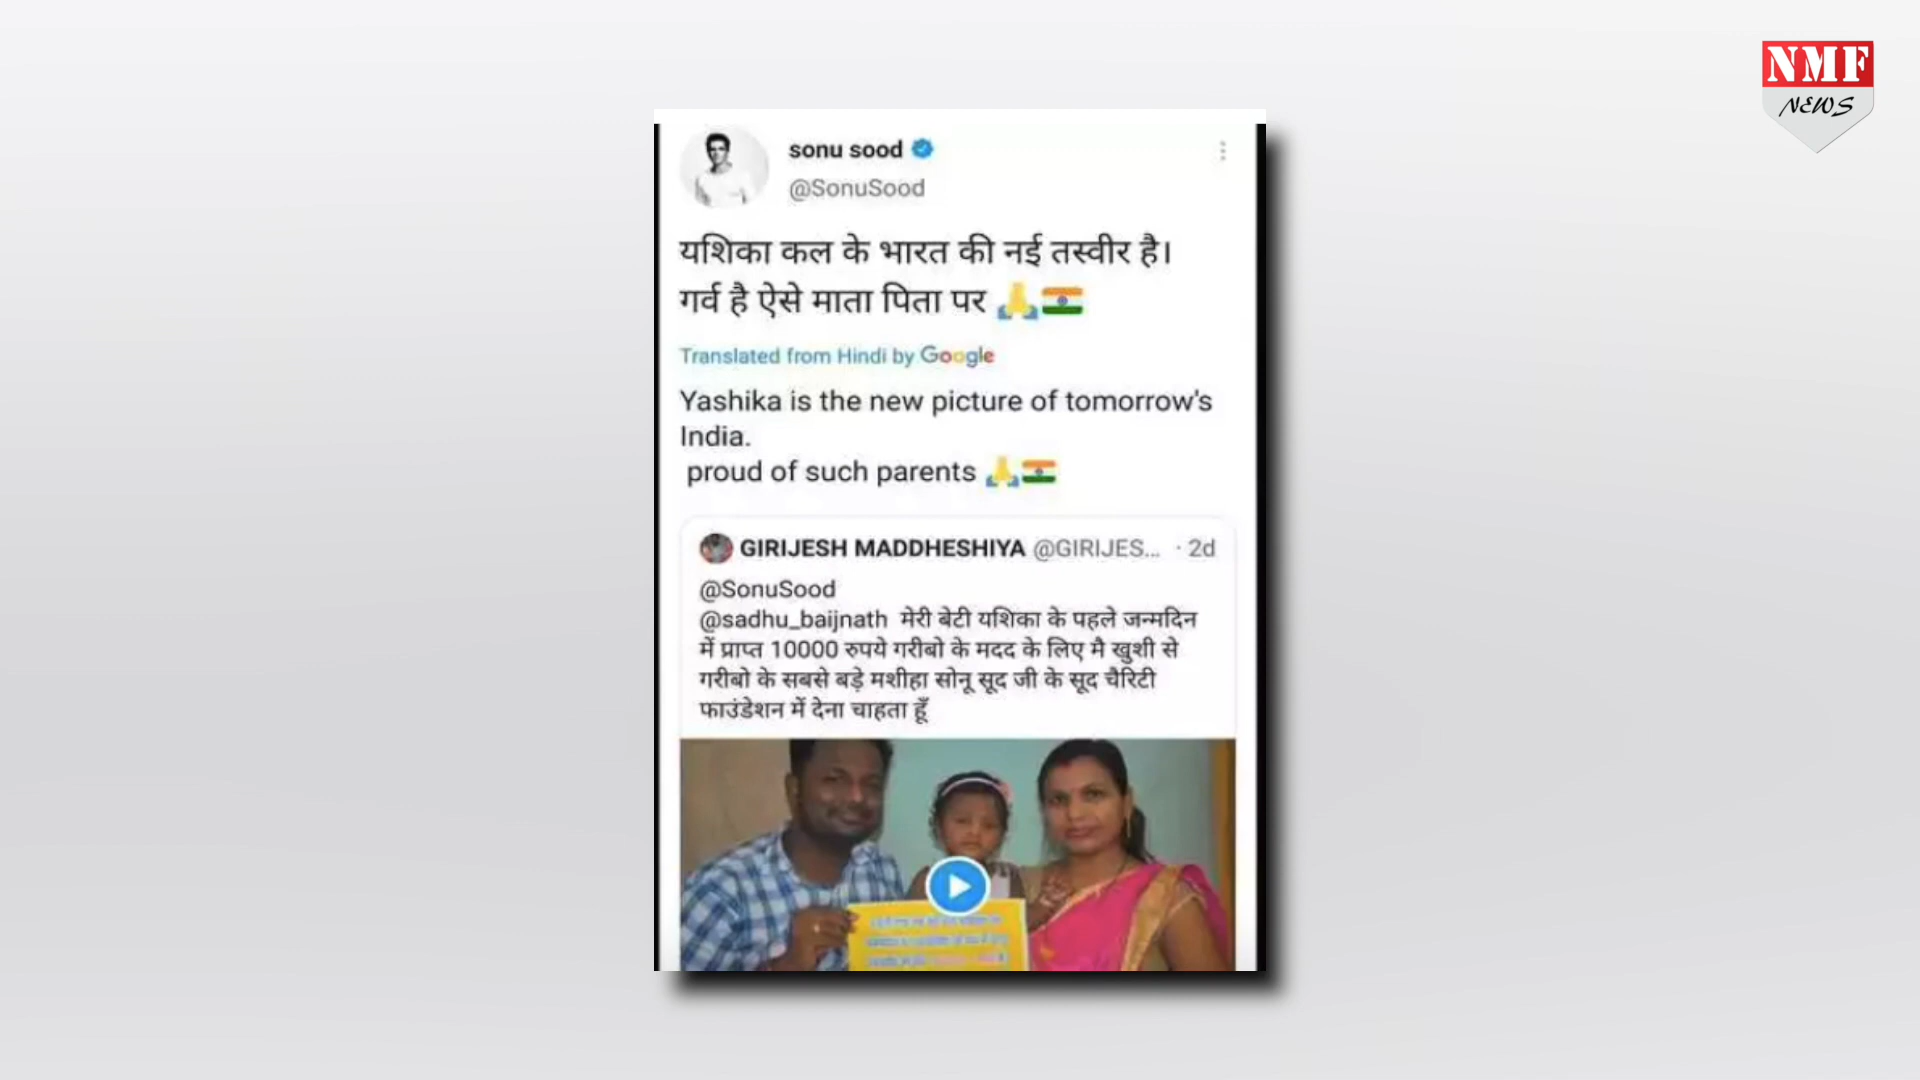 NMF
NEWS
sonu sood
@SonuSood
यशिका कल के भारत की नई तस्वीर है।
गर्व है ऐसे माता पिता पर 🙏🇮🇳
Translated from Hindi by Google
Yashika is the new picture of tomorrow's
India.
proud of such parents 🙏🇮🇳
GIRIJESH MADDHESHIYA @GIRIJES... · 2d
@SonuSood
@sadhu_baijnath मेरी बेटी यशिका के पहले जन्मदिन
में प्राप्त 10000 रुपये गरीबो के मदद के लिए मै खुशी से
गरीबो के सबसे बड़े मशीहा सोनू सूद जी के सूद चैरिटी
फाउंडेशन में देना चाहता हूँ